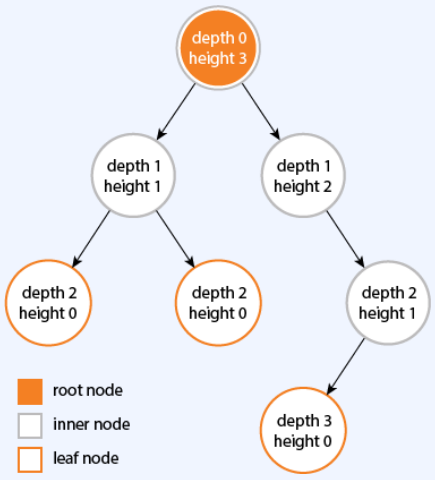 depth 0
height 3
depth 1
height 1
depth 1
height 2
depth 2
height 0
depth 2
height 0
depth 2
height 1
depth 3
height 0
root node
inner node
leaf node